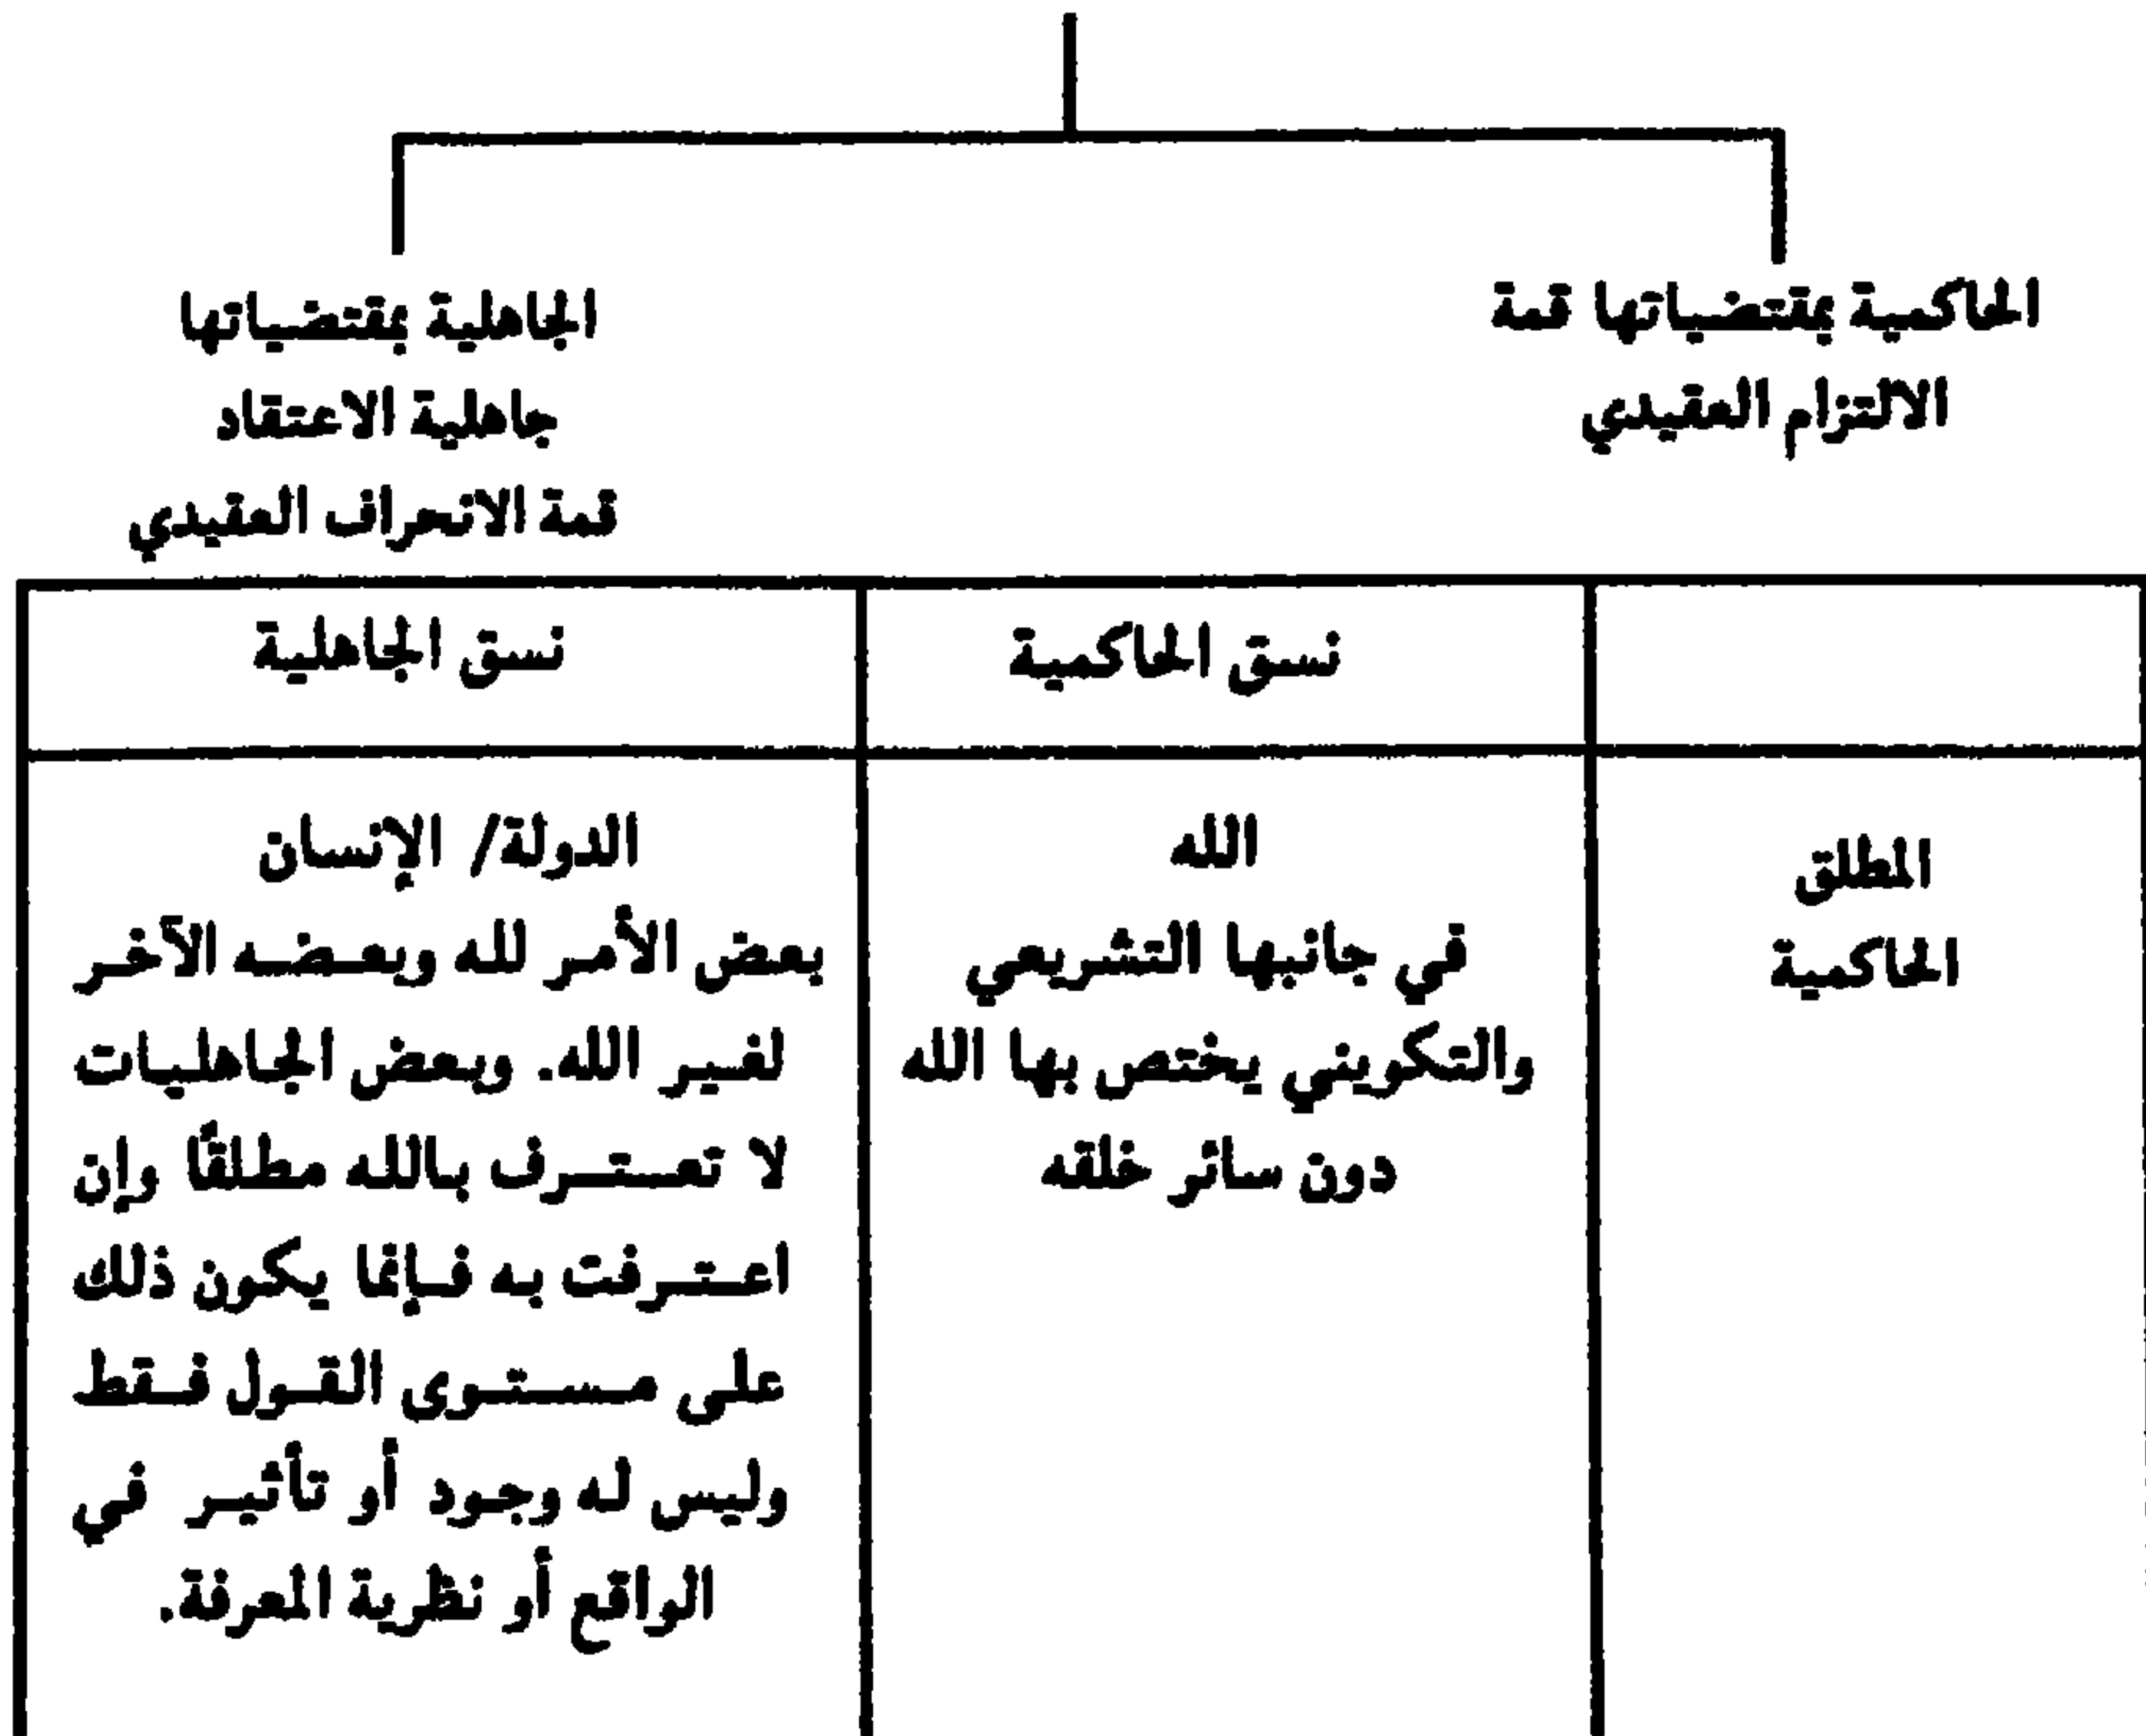 الحاكمية بمقتضياتها قمة
الالتزام العقيدي
الجاهلية بمقتضياتها
جاهلية الاعتقاد
قمة الانحراف العقيدي
نسق الحاكمية
نسق الجاهلية
المطلق
الحاكمية
الله
في جانبها التشريعي
والتكويني يختص بها الله
دون سائر خلقه
الدولة/ الإنسان
بعض الأمر لله وبعضه الآخر
لغير الله. وبعض الجاهليات
لا تعترف بالله مطلقًا وإن
اعترفت به فإنما يكون ذلك
على مستوى القول فقط
وليس له وجود أو تأثير في
الواقع أو نظرية المعرفة.